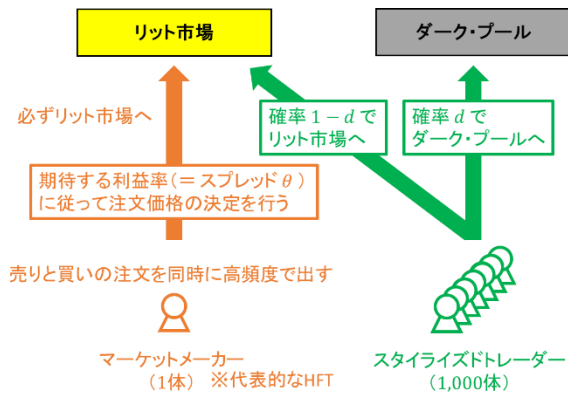 リット市場
ダーク・プール
必ずリット市場へ
確率 1−d で
リット市場へ
確率 d で
ダーク・プールへ
期待する利益率(=スプレッドθ)
に従って注文価格の決定を行う
売りと買いの注文を同時に高頻度で出す
マーケットメーカー
(1体) ※代表的なHFT
スタイライズドトレーダー
(1,000体)